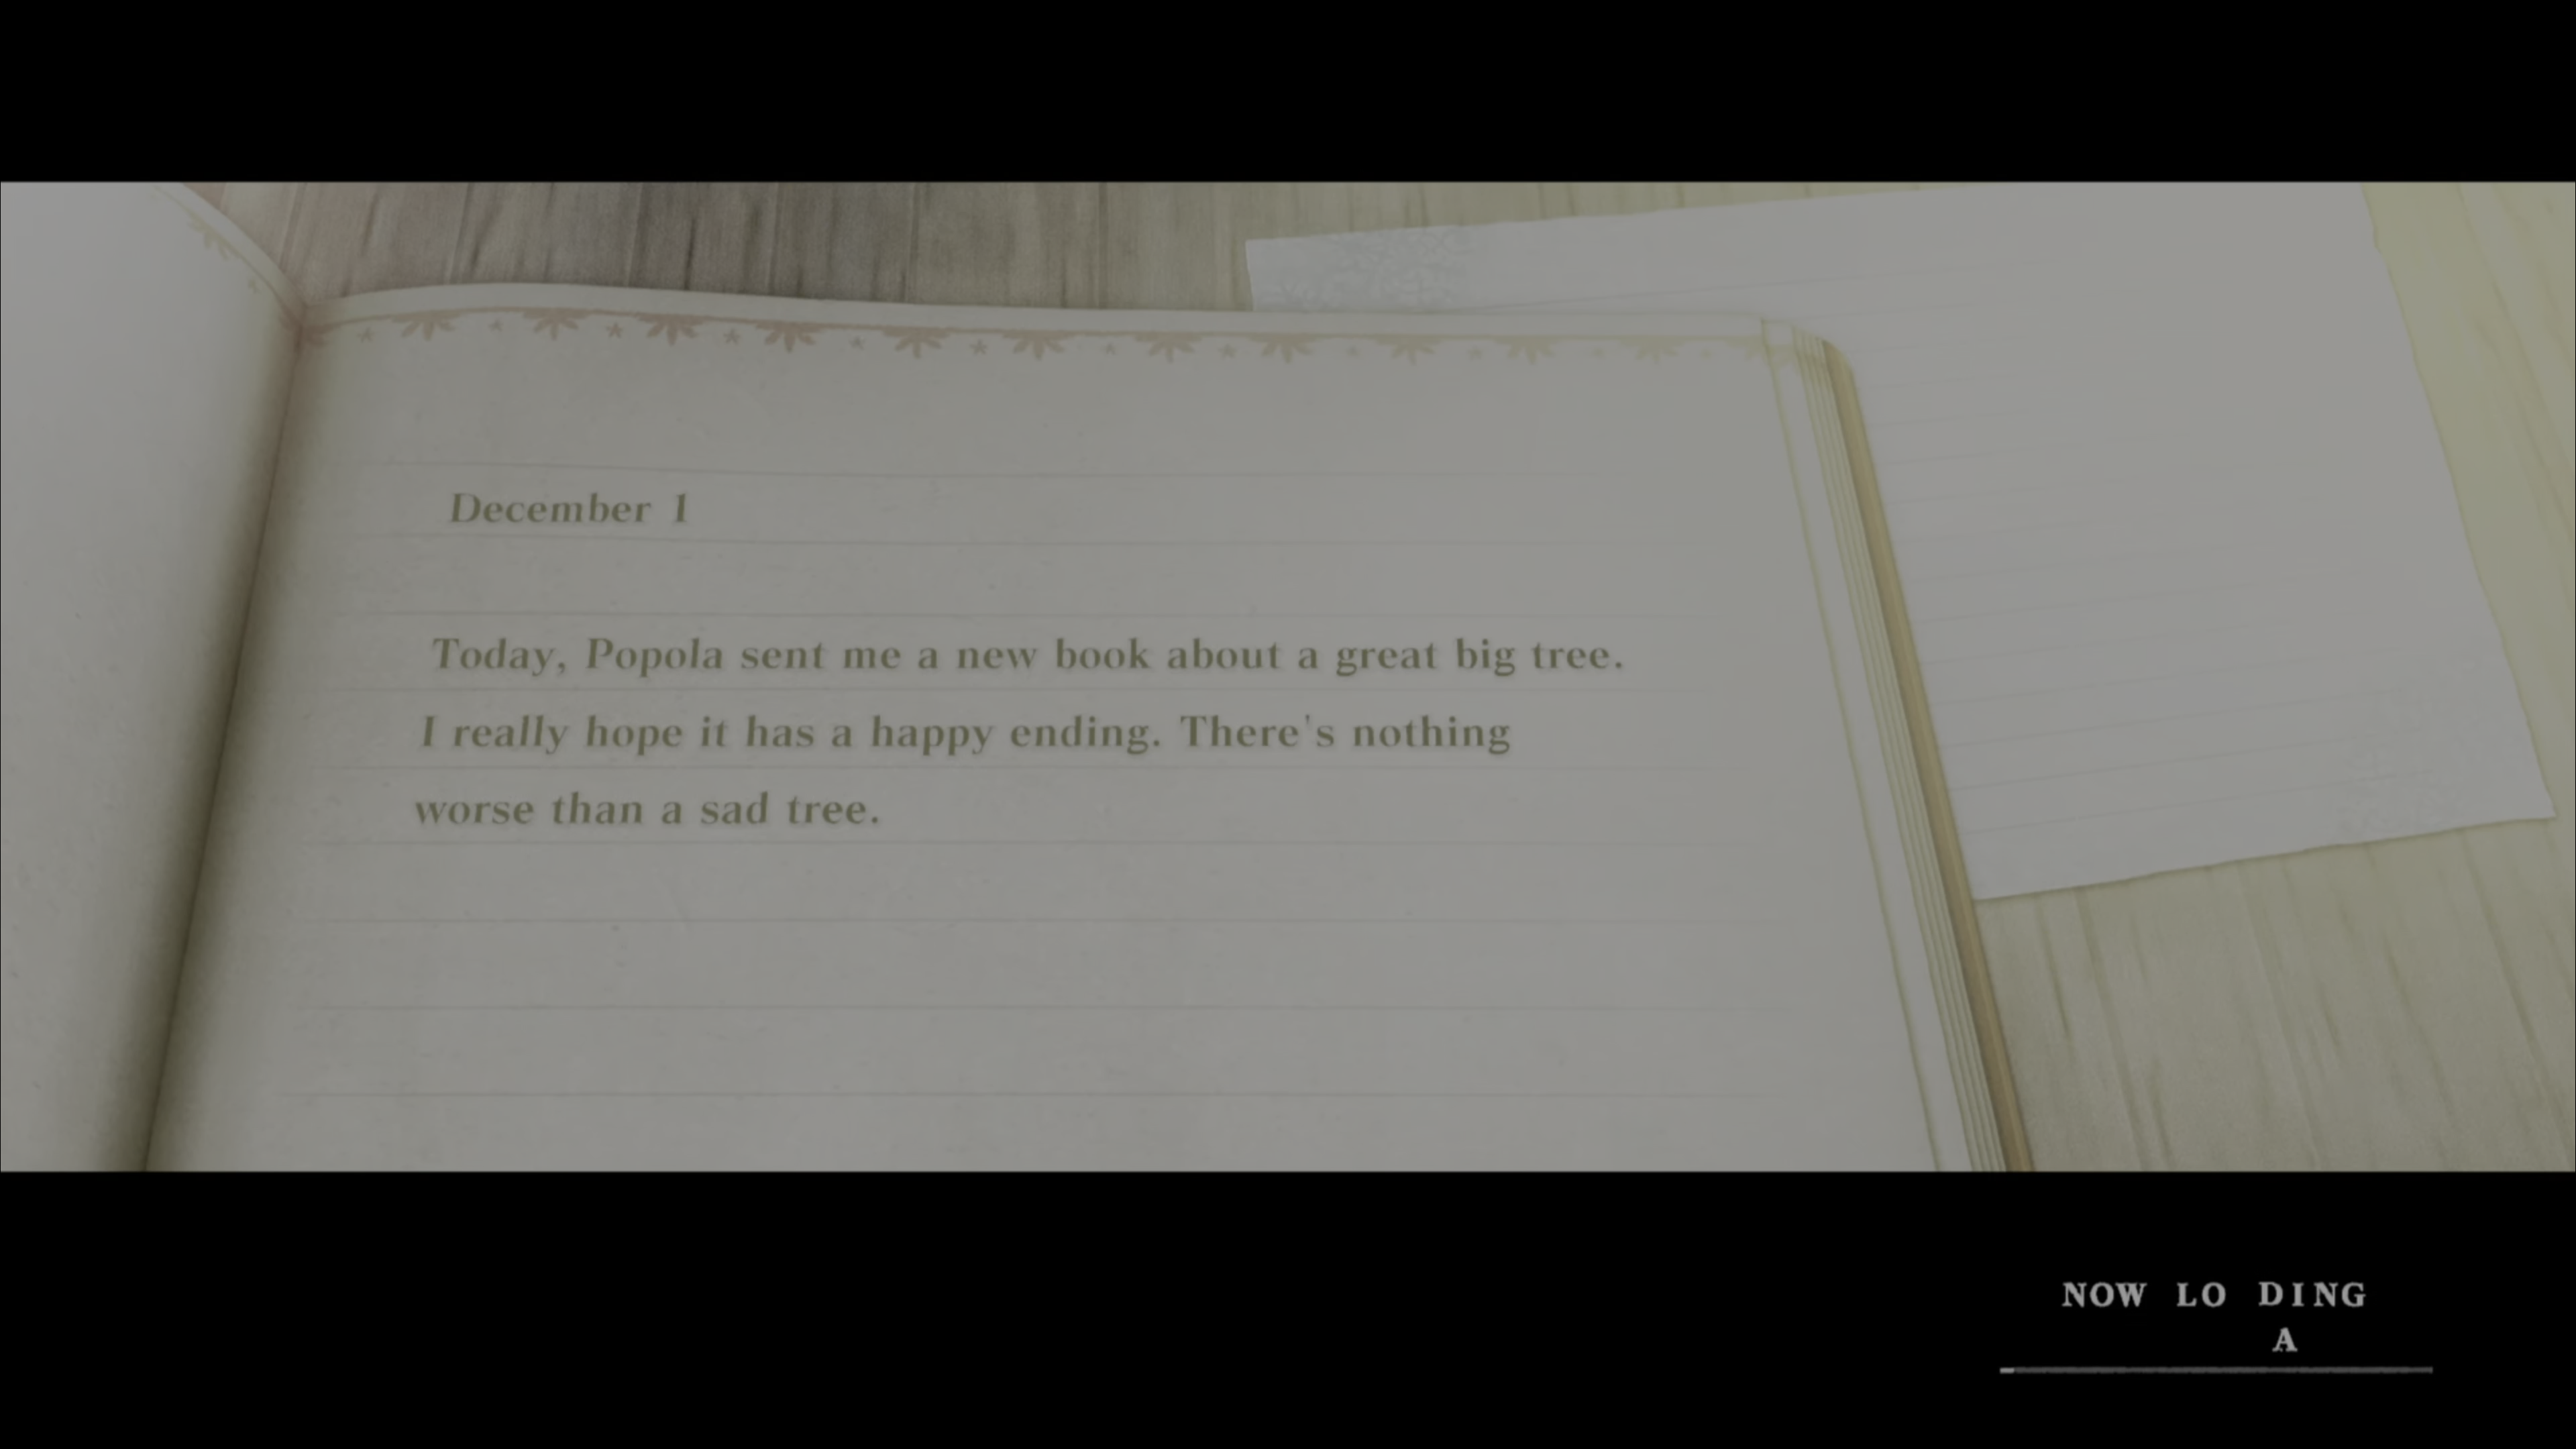 December 1
Today, Popola sent me a new book about a great big tree.
I really hope it has a happy ending. There's nothing
worse than a sad tree.
NOW LO DING
A